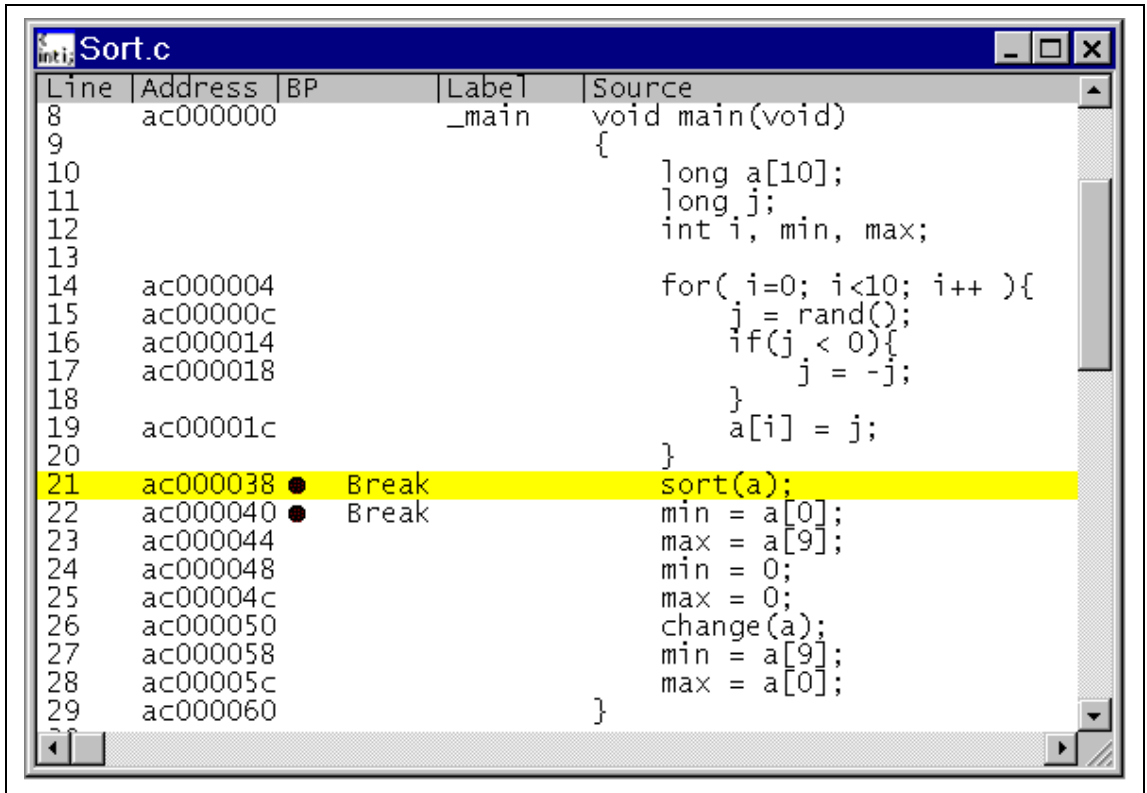 int i; Sort.c
Line |Address |BP |Label |Source
8 ac000000 _main void main(void)
9 {
10 long a[10];
11 long j;
12 int i, min, max;
13
14 ac000004 for( i=0; i<10; i++ ){
15 ac00000c j = rand();
16 ac000014 if(j < 0){
17 ac000018 j = -j;
18 }
19 ac00001c a[i] = j;
20 }
21 ac000038 ● Break sort(a);
22 ac000040 ● Break min = a[0];
23 ac000044 max = a[9];
24 ac000048 min = 0;
25 ac00004c max = 0;
26 ac000050 change(a);
27 ac000058 min = a[9];
28 ac00005c max = a[0];
29 ac000060 }